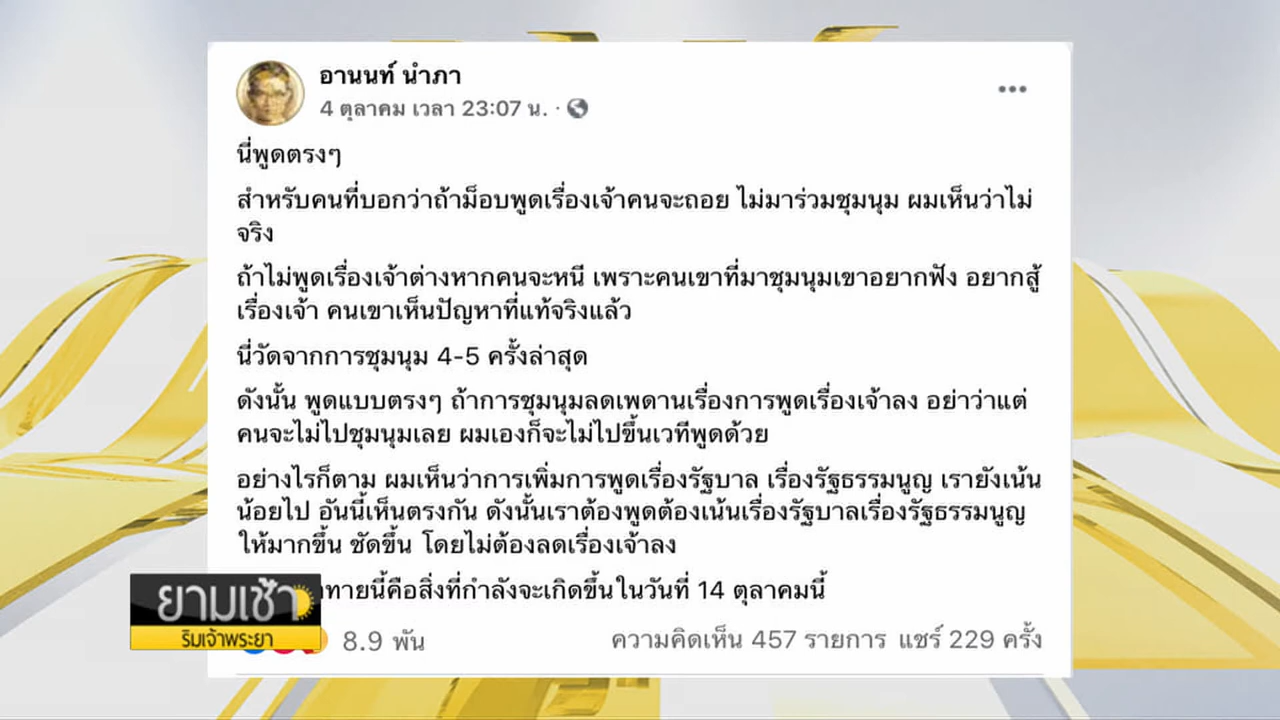 อานนท์ นำภา
4 ตุลาคม เวลา 23:07 น. ·
นี่พูดตรงๆ
สำหรับคนที่บอกว่าถ้าม็อบพูดเรื่องเจ้าคนจะถอย ไม่มาร่วมชุมนุม ผมเห็นว่าไม่
จริง
ถ้าไม่พูดเรื่องเจ้าต่างหากคนจะหนี เพราะคนเขาที่มาชุมนุมเขาอยากฟัง อยากสู้
เรื่องเจ้า คนเขาเห็นปัญหาที่แท้จริงแล้ว
นี่วัดจากการชุมนุม 4-5 ครั้งล่าสุด
ดังนั้น พูดแบบตรงๆ ถ้าการชุมนุมลดเพดานเรื่องการพูดเรื่องเจ้าลง อย่าว่าแต่
คนจะไม่ไปชุมนุมเลย ผมเองก็จะไม่ไปขึ้นเวทีพูดด้วย
อย่างไรก็ตาม ผมเห็นว่าการเพิ่มการพูดเรื่องรัฐบาล เรื่องรัฐธรรมนูญ เรายังเน้น
น้อยไป อันนี้เห็นตรงกัน ดังนั้นเราต้องพูดต้องเน้นเรื่องรัฐบาลเรื่องรัฐธรรมนูญ
ให้มากขึ้น ชัดขึ้น โดยไม่ต้องลดเรื่องเจ้าลง
ทายนี้คือสิ่งที่กำลังจะเกิดขึ้นในวันที่ 14 ตุลาคมนี้
ยามเช้า
ริมเจ้าพระยา
8.9 พัน ความคิดเห็น 457 รายการ แชร์ 229 ครั้ง